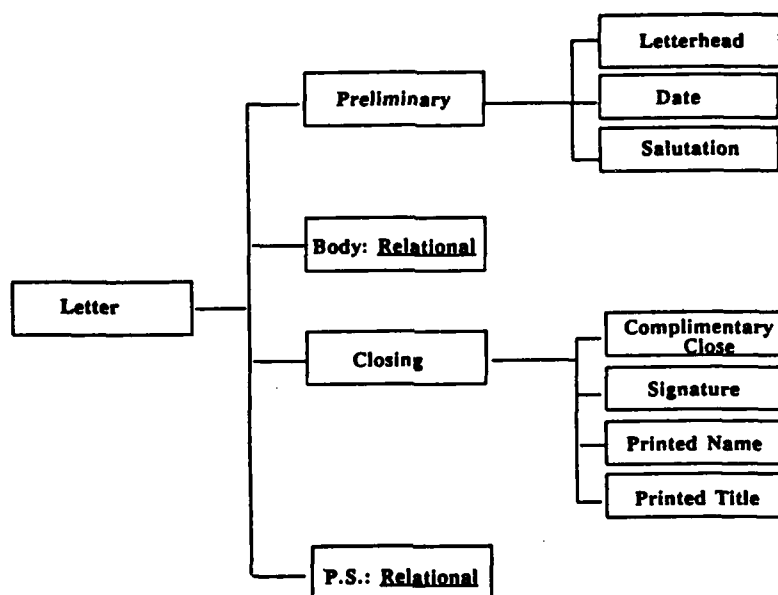 Letterhead
Preliminary
Date
Salutation
Body: Relational
Letter
Complimentary
Close
Closing
Signature
Printed Name
Printed Title
P.S.: Relational